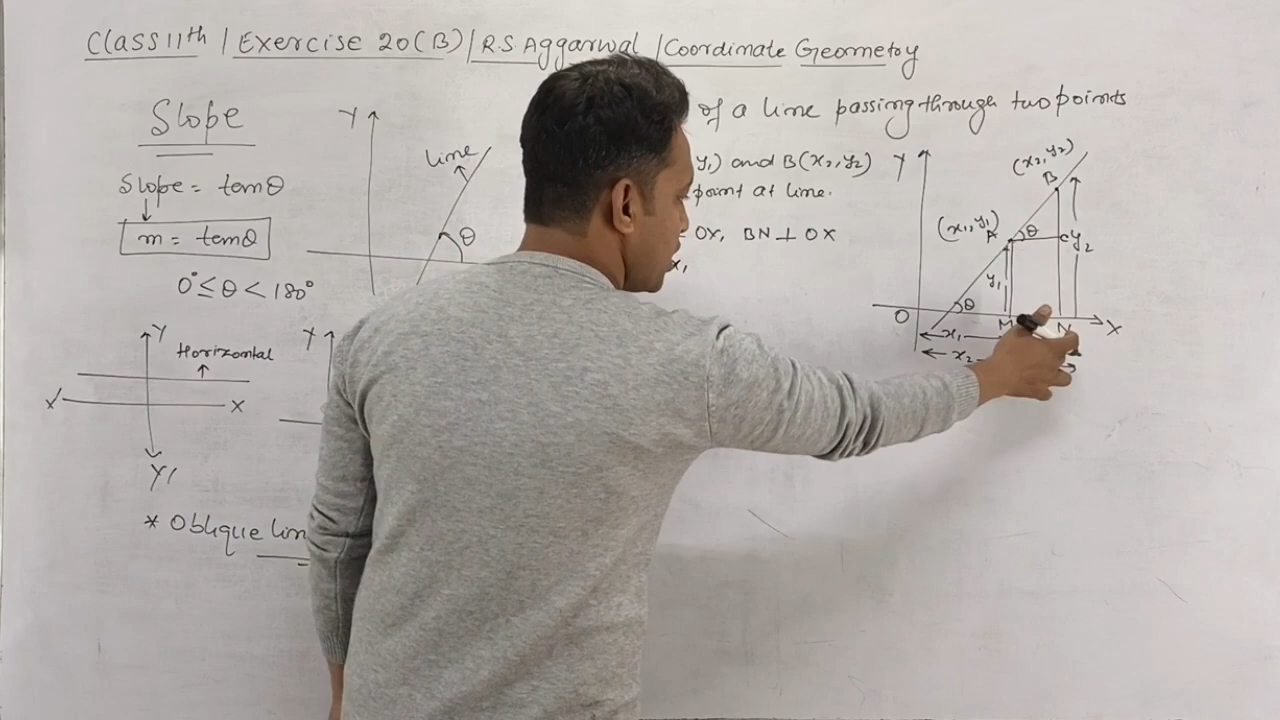 Class 11th / Exercise 20(B) / R.S Aggarwal / Coordinate Geometry
Slope
Slope = tanθ
m = tanθ
0° ≤ θ < 180°
Y
line
θ
Y
Horizontal
X'
X
Y1
Y
* Oblique lin
of a line passing through two points
y1) and B(x2, y2)
point at line.
OX, BN ⊥ OX
x1
Y
(x2, y2)
B
(x1, y1)
A
θ
C
y2
y1
O
θ
M
N
X
x1
x2